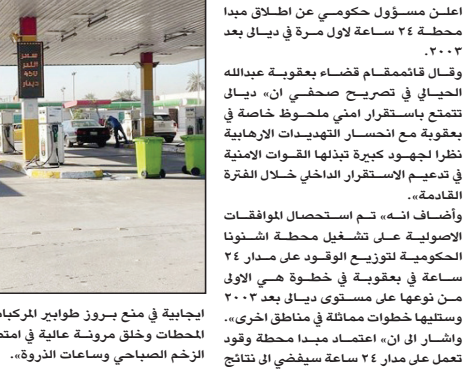 اعلن مسؤول حكومي عن اطلاق مبدا
محطة ٢٤ ساعة لاول مرة في ديالى بعد
٢٠٠٣.
وقال قائممقام قضاء بعقوبة عبدالله
الحيالي في تصريح صحفي ان» ديالى
تتمتع باستقرار امني ملحوظ خاصة في
بعقوبة مع انحسار التهديدات الارهابية
نظرا لجهود كبيرة تبذلها القوات الامنية
في تدعيم الاستقرار الداخلي خلال الفترة
القادمة».
وأضاف انه» تم استحصال الموافقات
الاصولية على تشغيل محطة اشنونا
الحكومية لتوزيع الوقود على مدار ٢٤
ساعة في بعقوبة في خطوة هي الاولى
من نوعها على مستوى ديالى بعد ٢٠٠٣
وستليها خطوات مماثلة في مناطق اخرى».
واشار الى ان» اعتماد مبدا محطة وقود
تعمل على مدار ٢٤ ساعة سيفضي الى نتائج
سعر
اللتر
450
دينار
ايجابية في منع بروز طوابير المركبات
المحطات وخلق مرونة عالية في
الزخم الصباحي وساعات الذروة».